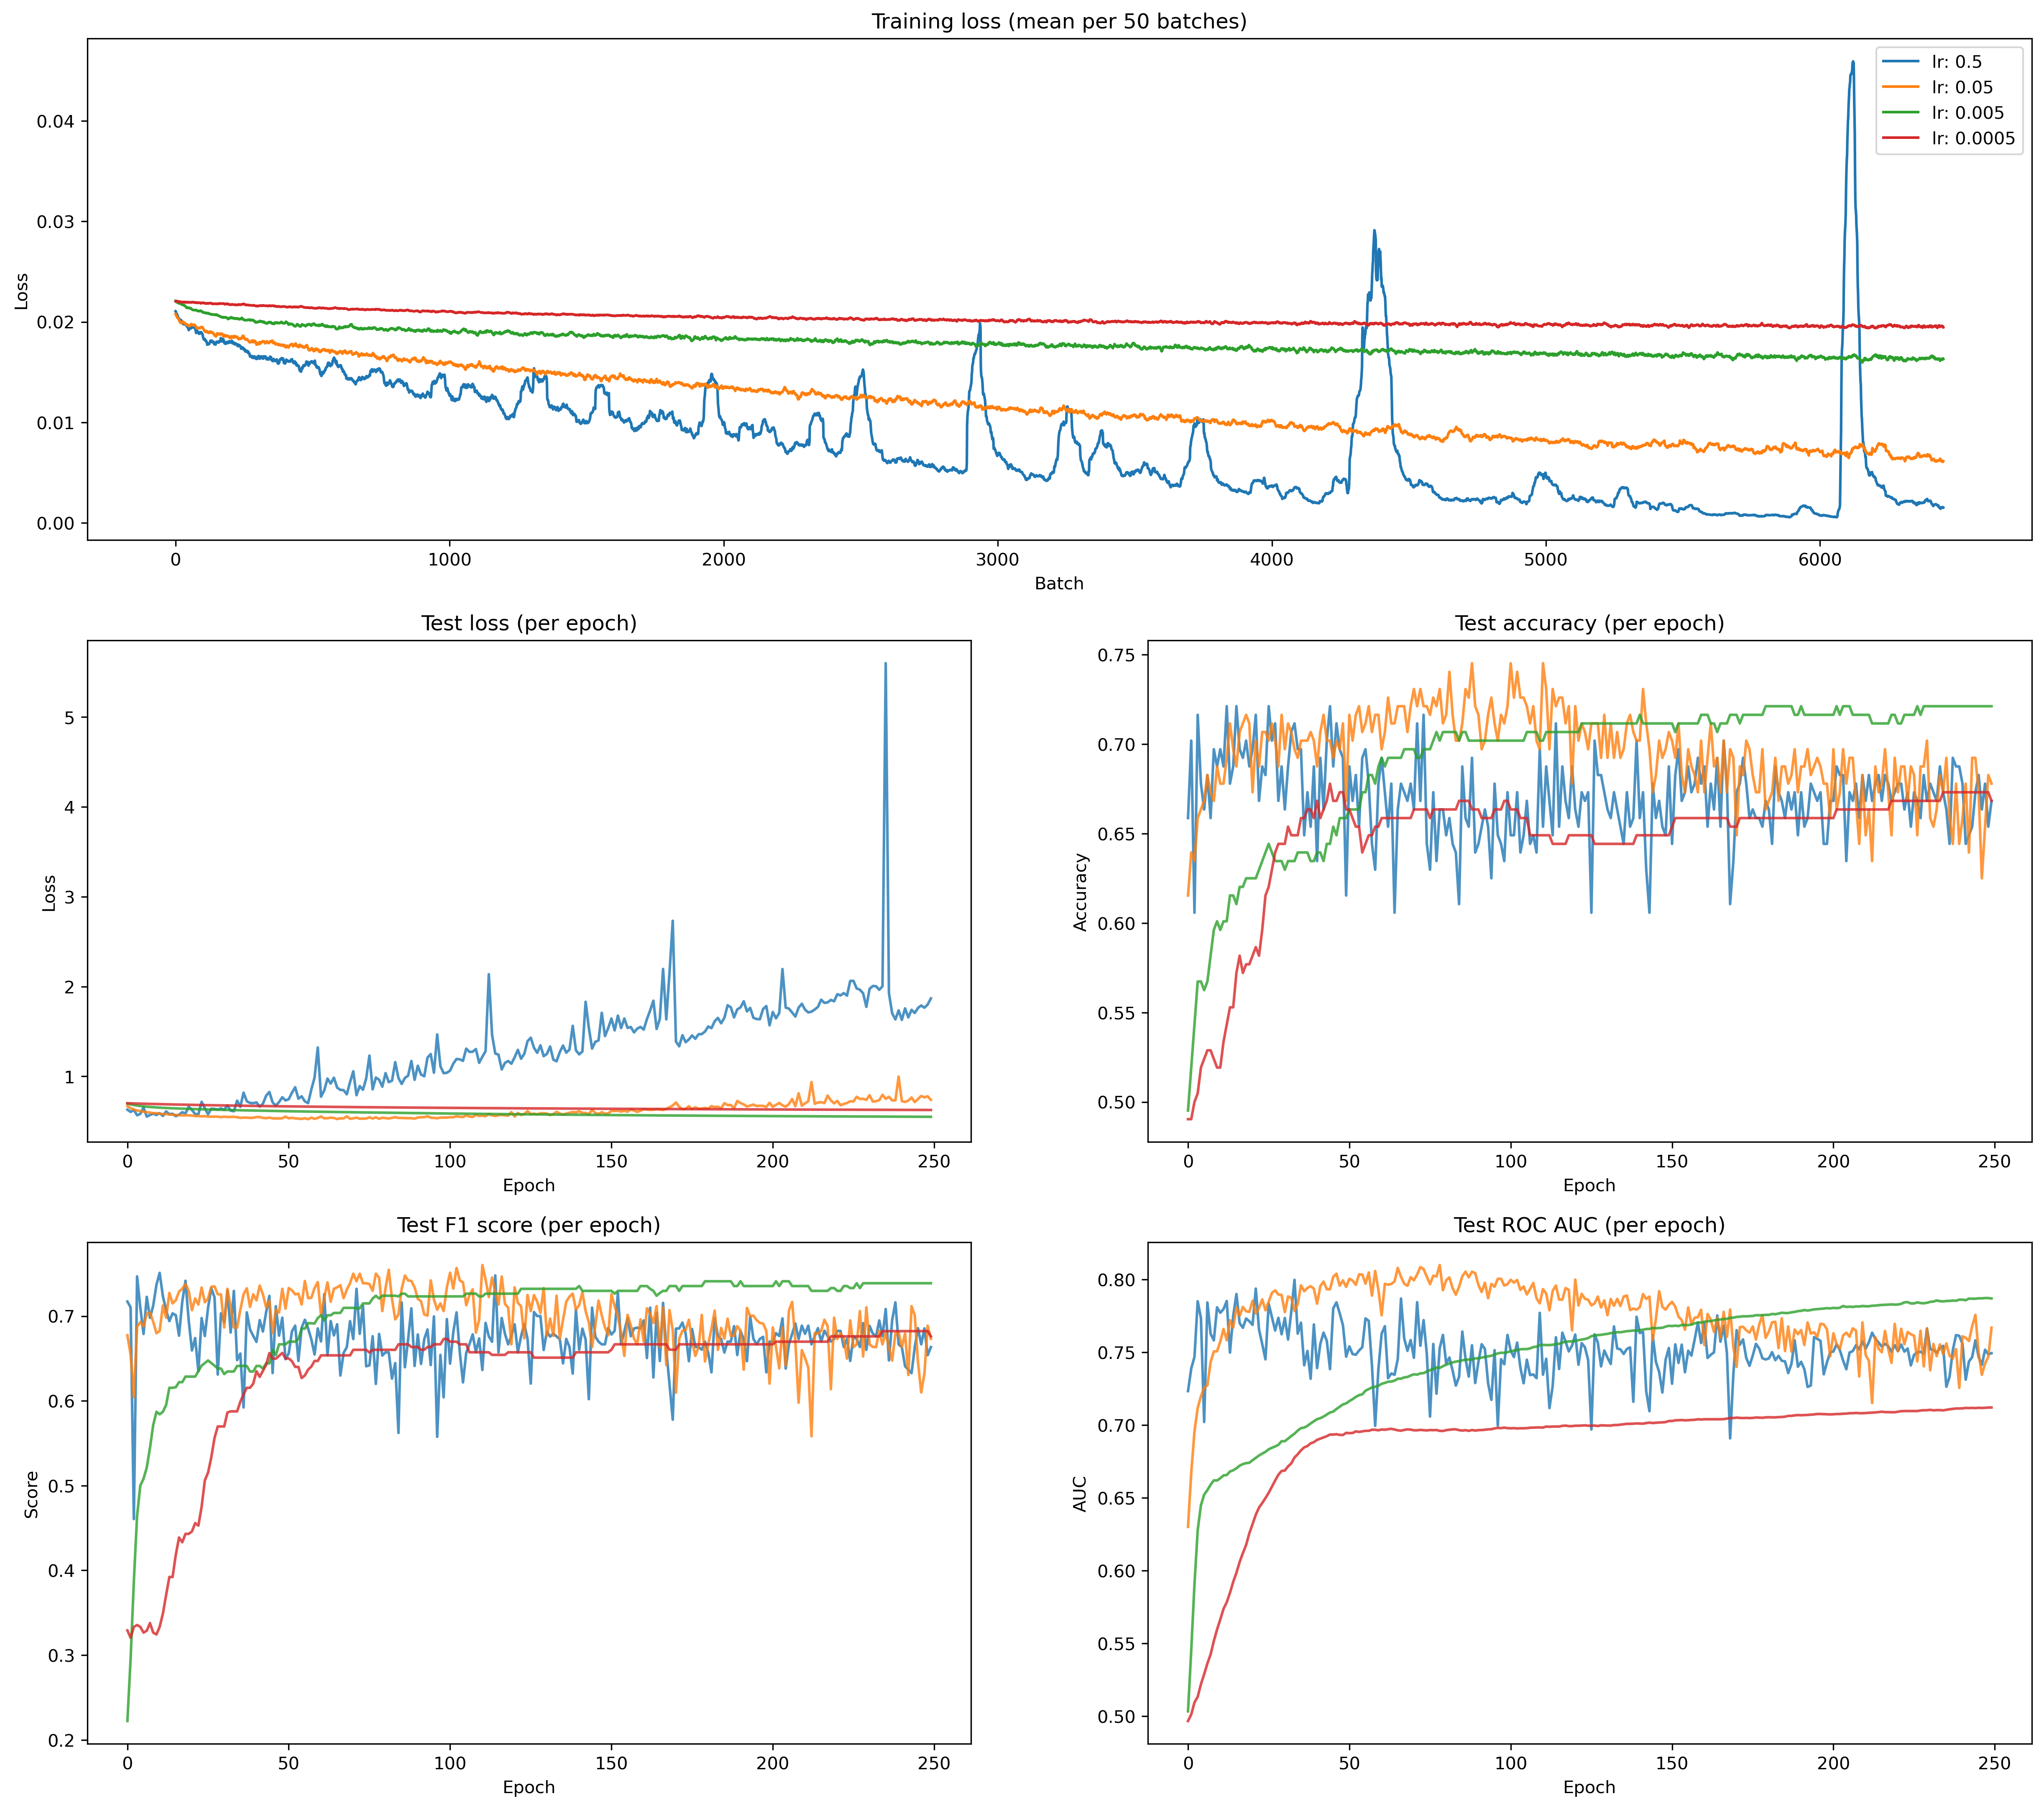 Training loss (mean per 50 batches)
Loss
0.04
0.03
0.02
0.01
0.00
lr: 0.5
lr: 0.05
lr: 0.005
lr: 0.0005
0 1000 2000 3000 4000 5000 6000
Batch
Test loss (per epoch)
Loss
5
4
3
2
1
0 50 100 150 200 250
Epoch
Test accuracy (per epoch)
Accuracy
0.75
0.70
0.65
0.60
0.55
0.50
0 50 100 150 200 250
Epoch
Test F1 score (per epoch)
Score
0.7
0.6
0.5
0.4
0.3
0.2
0 50 100 150 200 250
Epoch
Test ROC AUC (per epoch)
AUC
0.80
0.75
0.70
0.65
0.60
0.55
0.50
0 50 100 150 200 250
Epoch